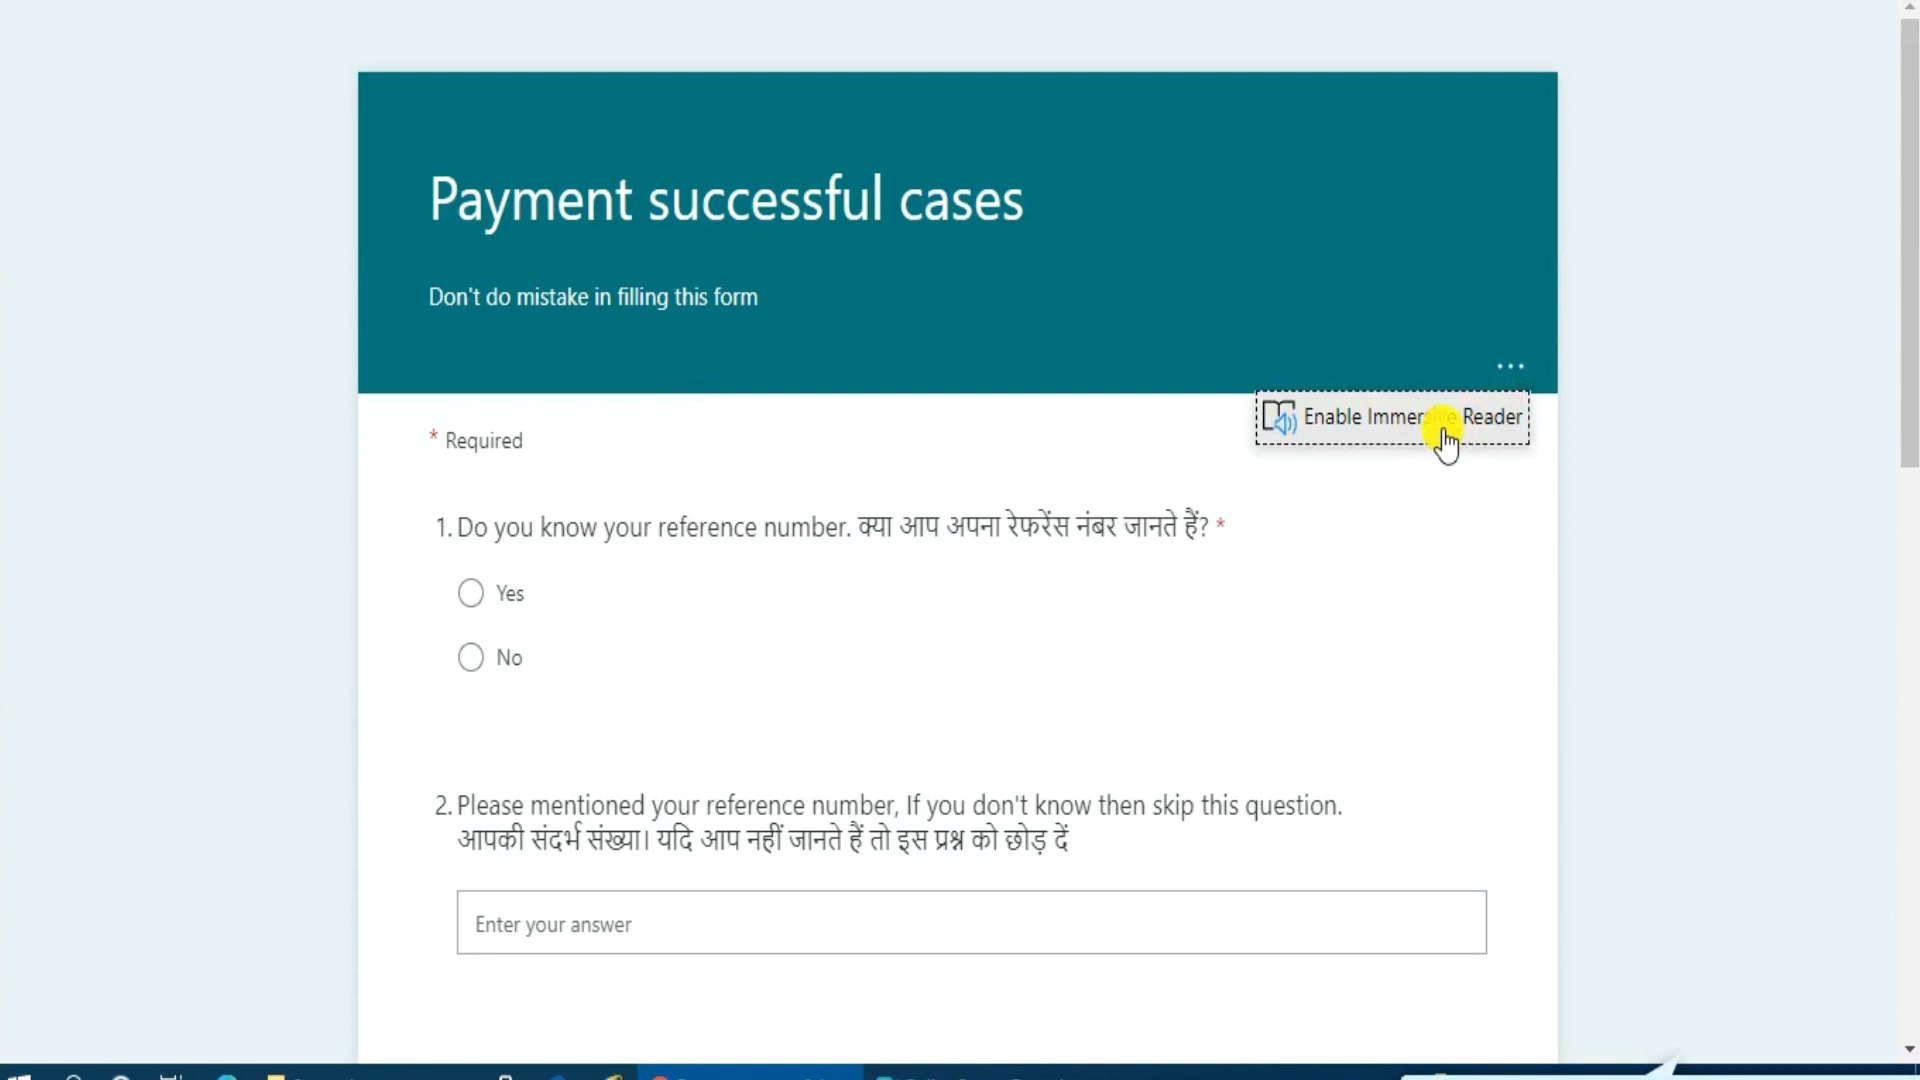 Payment successful cases
Don't do mistake in filling this form
...
Enable Immersive Reader
* Required
1. Do you know your reference number. क्या आप अपना रेफरेंस नंबर जानते हैं? *
Yes
No
2. Please mentioned your reference number, If you don't know then skip this question.
आपकी संदर्भ संख्या। यदि आप नहीं जानते हैं तो इस प्रश्न को छोड़ दें
Enter your answer